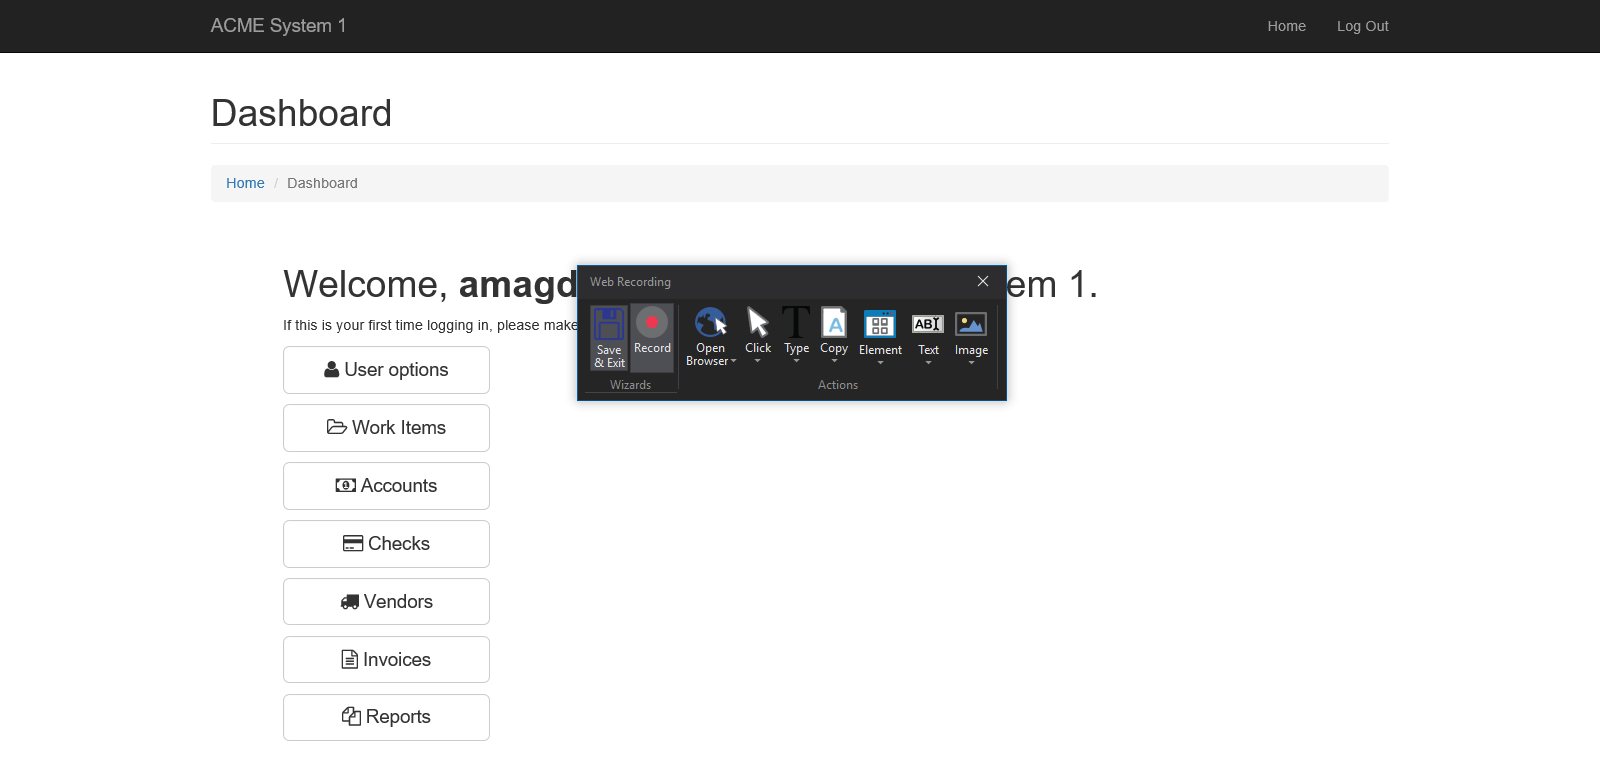 ACME System 1 Home Log Out
Dashboard
Home / Dashboard
Welcome, amagd em 1.
If this is your first time logging in, please make
User options
Work Items
Accounts
Checks
Vendors
Invoices
Reports
Web Recording
Save & Exit
Record
Open Browser
Click
Type
Copy
Element
Text
Image
Wizards
Actions